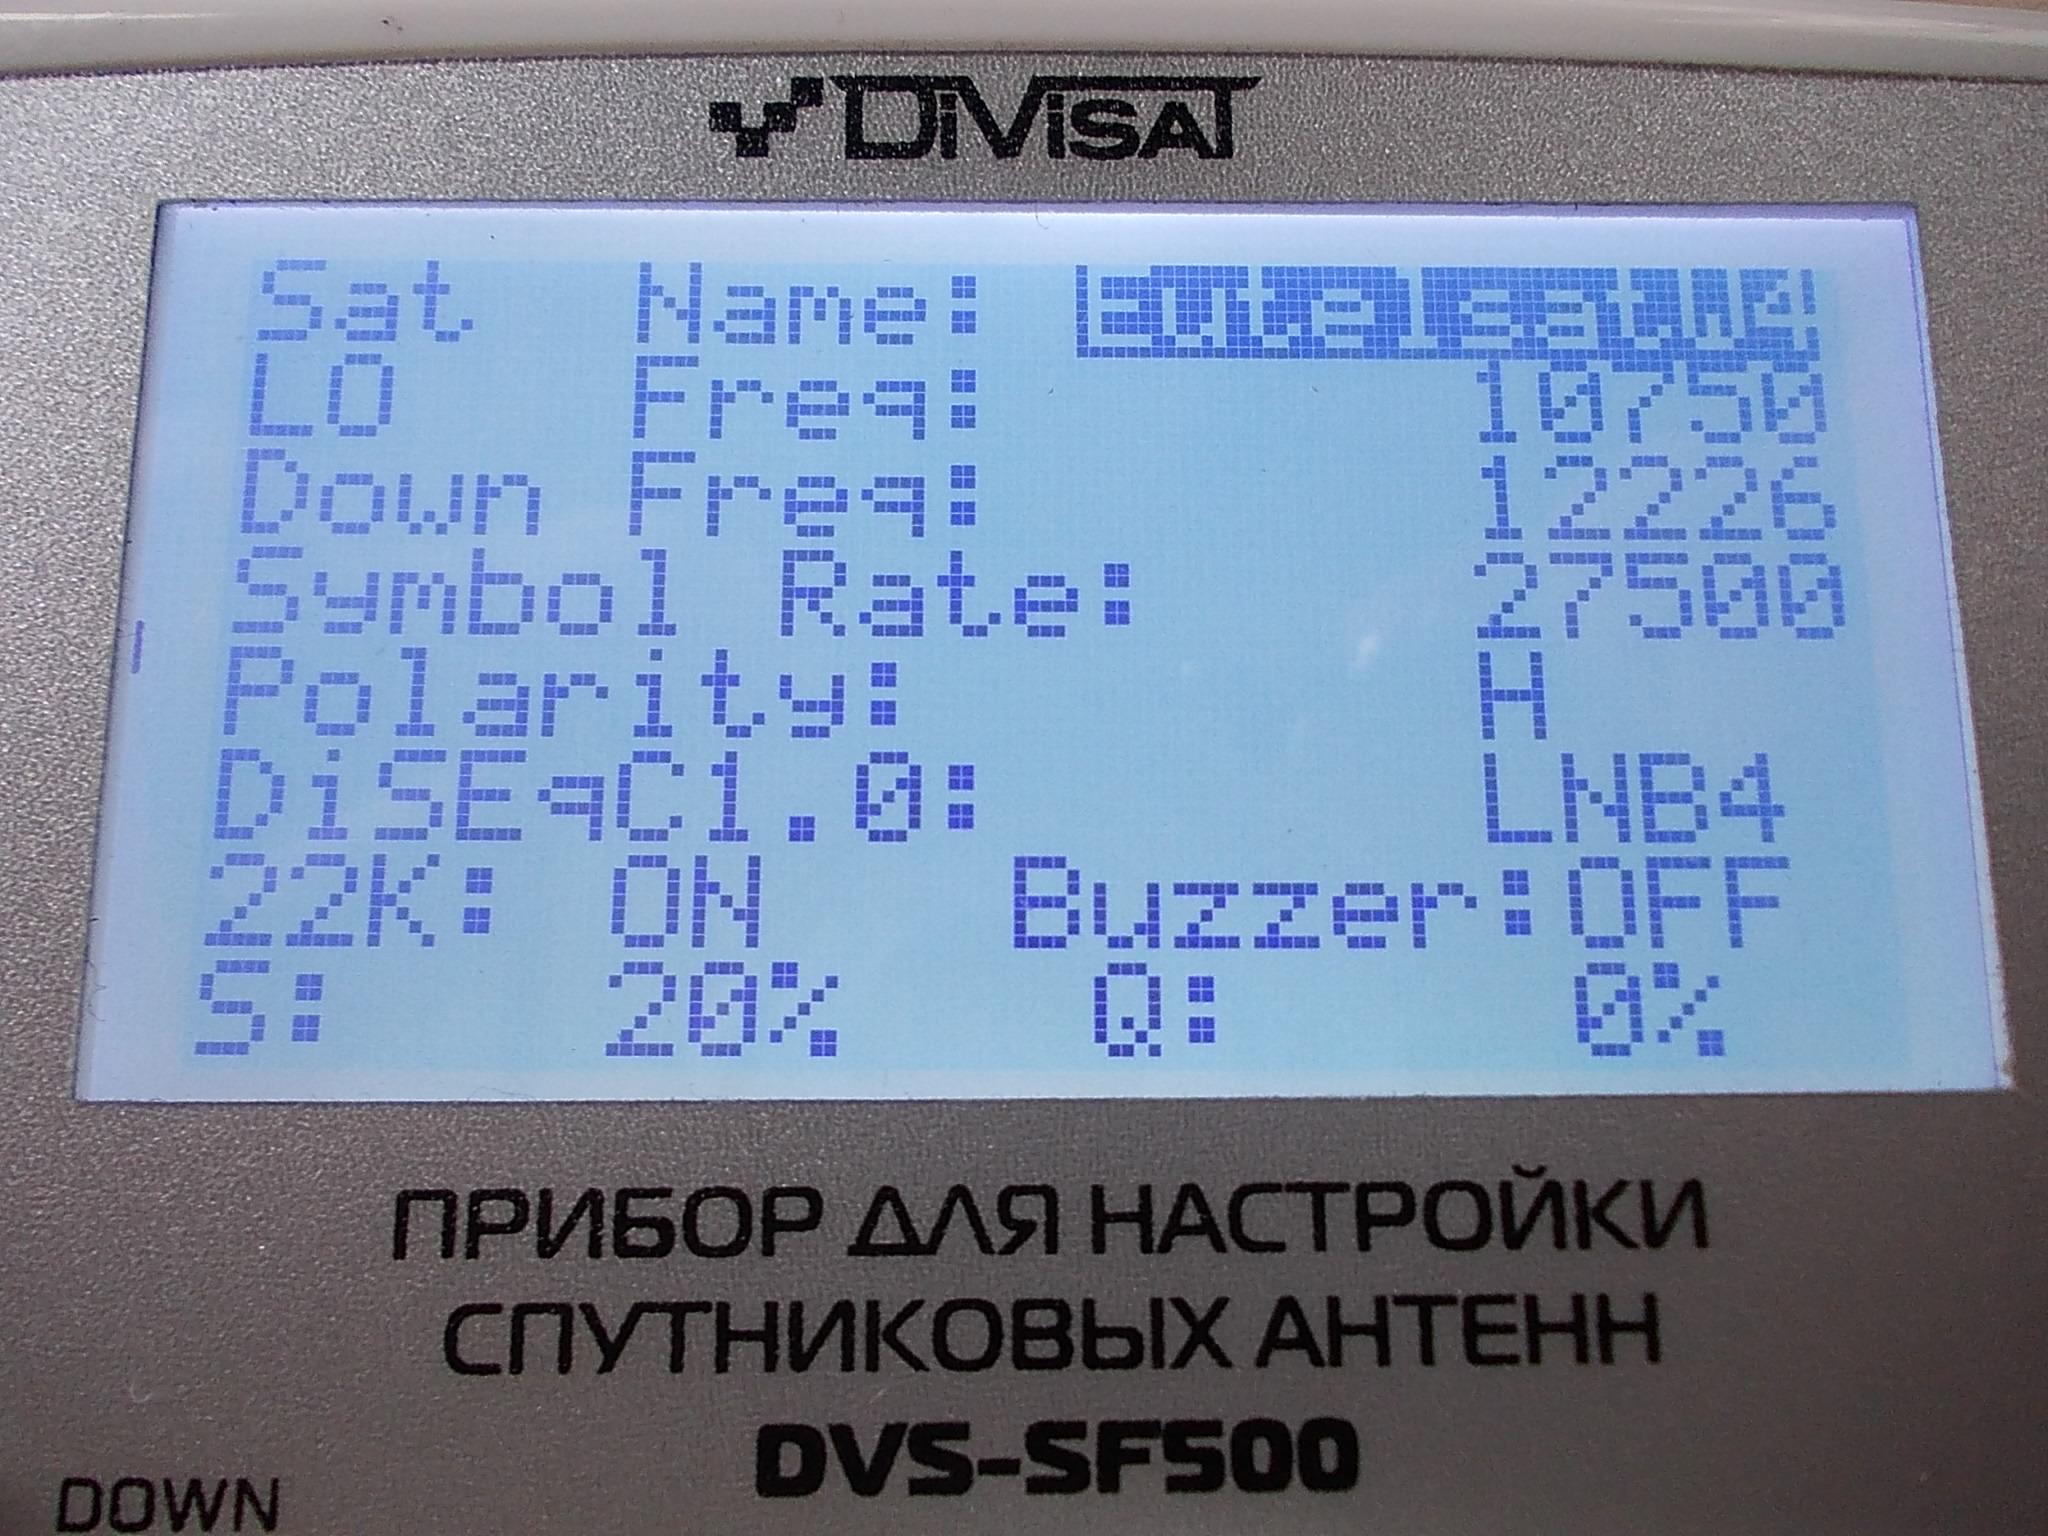 DiViSAT
Sat Name: EutelsatW4
LO Freq: 10750
Down Freq: 12226
Symbol Rate: 27500
Polarity: H
DiSEqC1.0: LNB4
22K: ON Buzzer:OFF
S: 20% Q: 0%
ПРИБОР ДЛЯ НАСТРОЙКИ
СПУТНИКОВЫХ АНТЕНН
DVS-SF500
DOWN